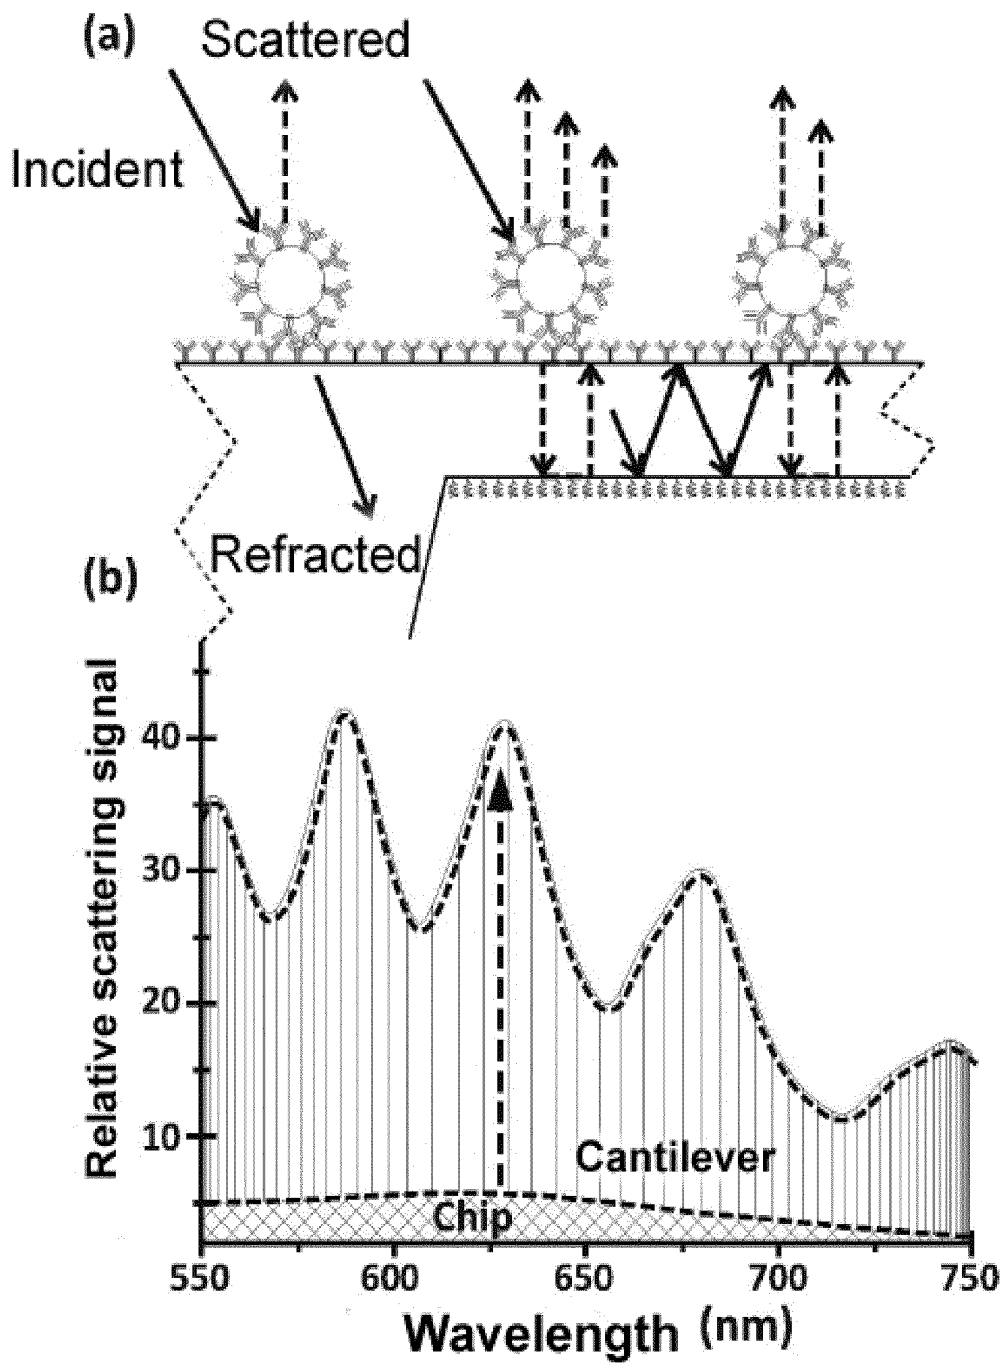 (a) Scattered
Incident
Refracted
(b)
Relative scattering signal
40
30
20
10
Cantilever
Chip
550 600 650 700 750
Wavelength (nm)